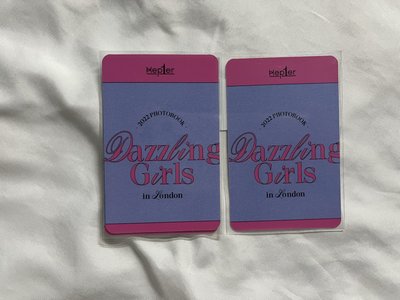 Kep1er
2022 PHOTOBOOK
Dazzling
Girls
in London
Kep1er
2022 PHOTOBOOK
Dazzling
Girls
in London